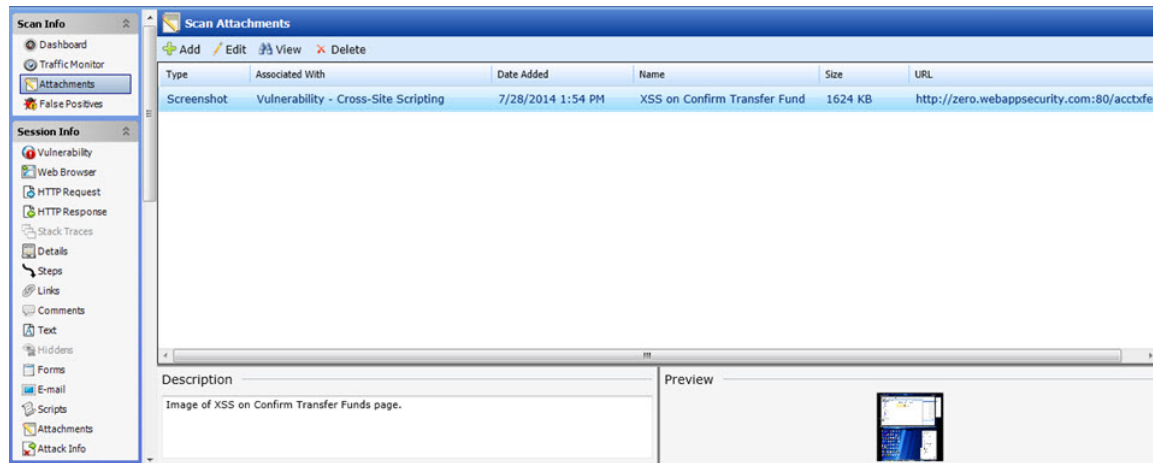 Scan Info
Dashboard
Traffic Monitor
Attachments
False Positives
Session Info
Vulnerability
Web Browser
HTTP Request
HTTP Response
Stack Traces
Details
Steps
Links
Comments
Text
Hiddens
Forms
E-mail
Scripts
Attachments
Attack Info
Scan Attachments
Add Edit View Delete
Type Associated With Date Added Name Size URL
Screenshot Vulnerability - Cross-Site Scripting 7/28/2014 1:54 PM XSS on Confirm Transfer Fund 1624 KB http://zero.webappsecurity.com:80/acctxfe
Description
Image of XSS on Confirm Transfer Funds page.
Preview